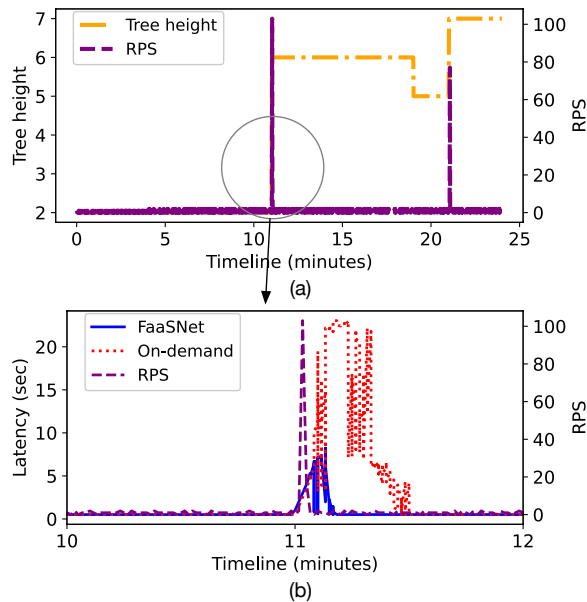 Tree height
RPS
7
6
5
4
3
2
Tree height
100
80
60
40
20
0
RPS
0 5 10 15 20 25
Timeline (minutes)
(a)
FaaSNet
On-demand
RPS
20
15
10
5
0
Latency (sec)
100
80
60
40
20
0
RPS
10 11 12
Timeline (minutes)
(b)